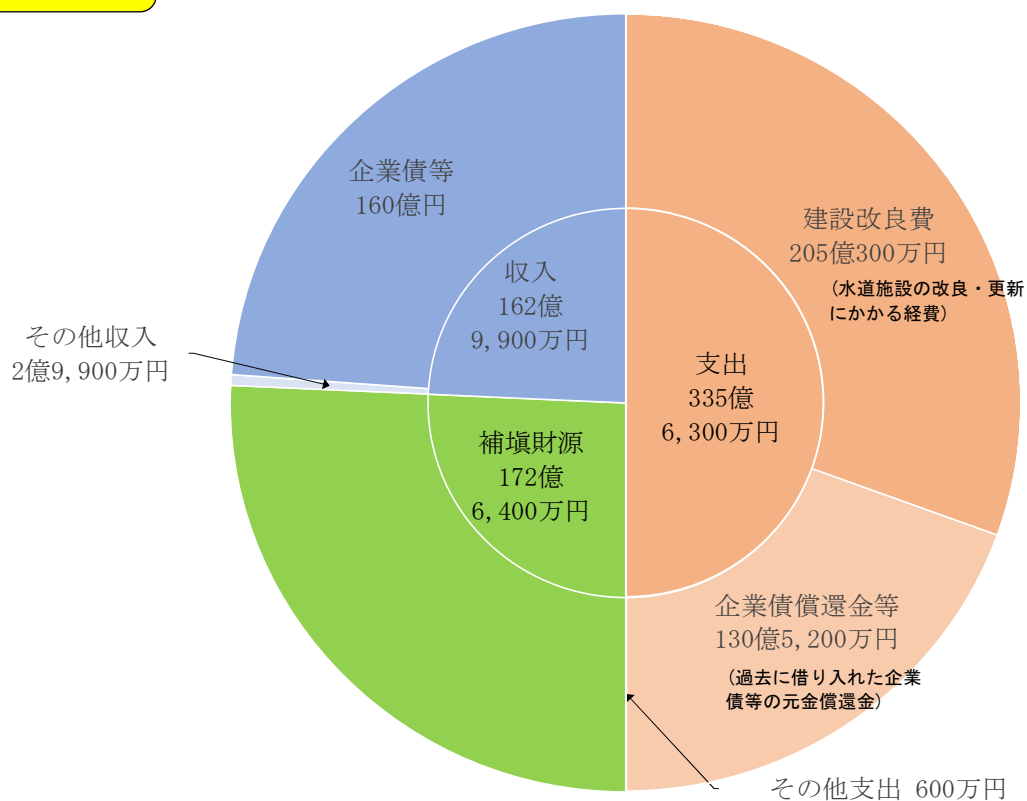 企業債等
160億円
収入
162億
9,900万円
その他収入
2億9,900万円
補塡財源
172億
6,400万円
支出
335億
6,300万円
建設改良費
205億300万円
（水道施設の改良・更新
にかかる経費）
企業債償還金等
130億5,200万円
（過去に借り入れた企業
債等の元金償還金）
その他支出 600万円